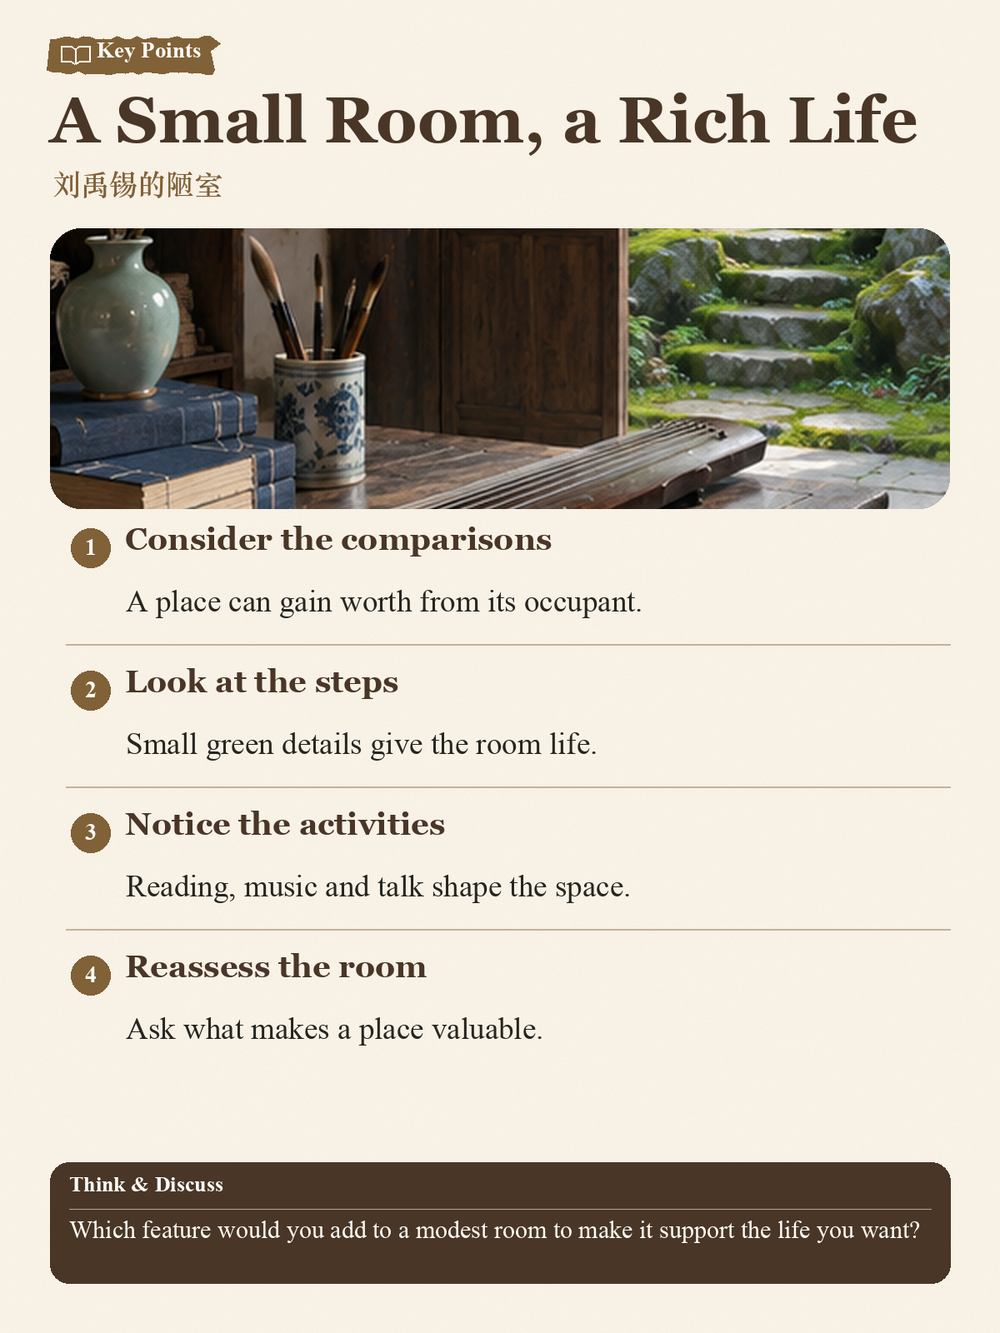 Key Points
A Small Room, a Rich Life
刘禹锡的陋室
1 Consider the comparisons
A place can gain worth from its occupant.
2 Look at the steps
Small green details give the room life.
3 Notice the activities
Reading, music and talk shape the space.
4 Reassess the room
Ask what makes a place valuable.
Think & Discuss
Which feature would you add to a modest room to make it support the life you want?